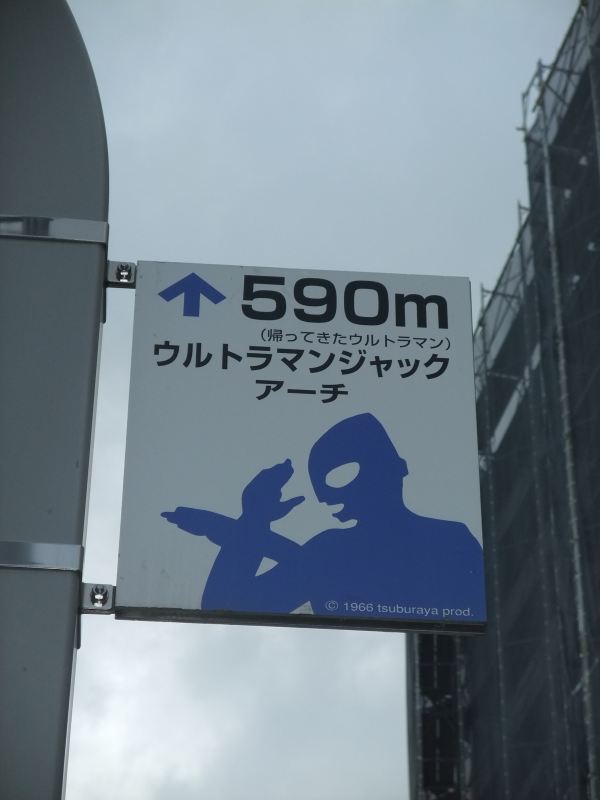 ↑ 590m
（帰ってきたウルトラマン）
ウルトラマンジャック
アーチ
© 1966 tsuburaya prod.